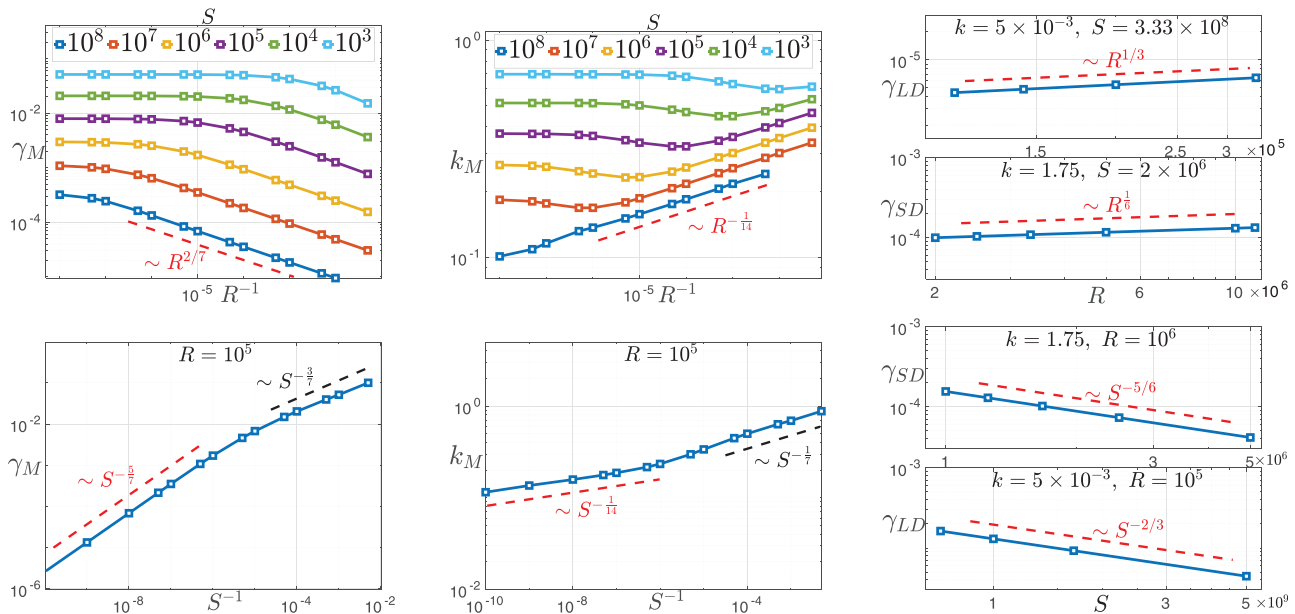 S
10^8 10^7 10^6 10^5 10^4 10^3
10^-2
γ_M
10^-4
∼ R^2/7
10^-5 R^-1
S
10^0
10^8 10^7 10^6 10^5 10^4 10^3
k_M
10^-1
∼ R^-1/14
10^-5 R^-1
k = 5 × 10^-3, S = 3.33 × 10^8
10^-5
γ_LD
∼ R^1/3
1.5 2.5 3 ×10^5
10^-3
k = 1.75, S = 2 × 10^6
γ_SD
∼ R^1/6
10^-4
2 R 6 10 ×10^6
R = 10^5
∼ S^-3/7
10^-2
γ_M
∼ S^-5/7
10^-6
10^-8 S^-1 10^-4 10^-2
R = 10^5
10^0
k_M
∼ S^-1/7
∼ S^-1/14
10^-2
10^-10 10^-8 S^-1 10^-4
10^-3
k = 1.75, R = 10^6
γ_SD
∼ S^-5/6
10^-4
1 3 5 ×10^6
10^-3
k = 5 × 10^-3, R = 10^5
γ_LD
∼ S^-2/3
1 S 3 5 ×10^9